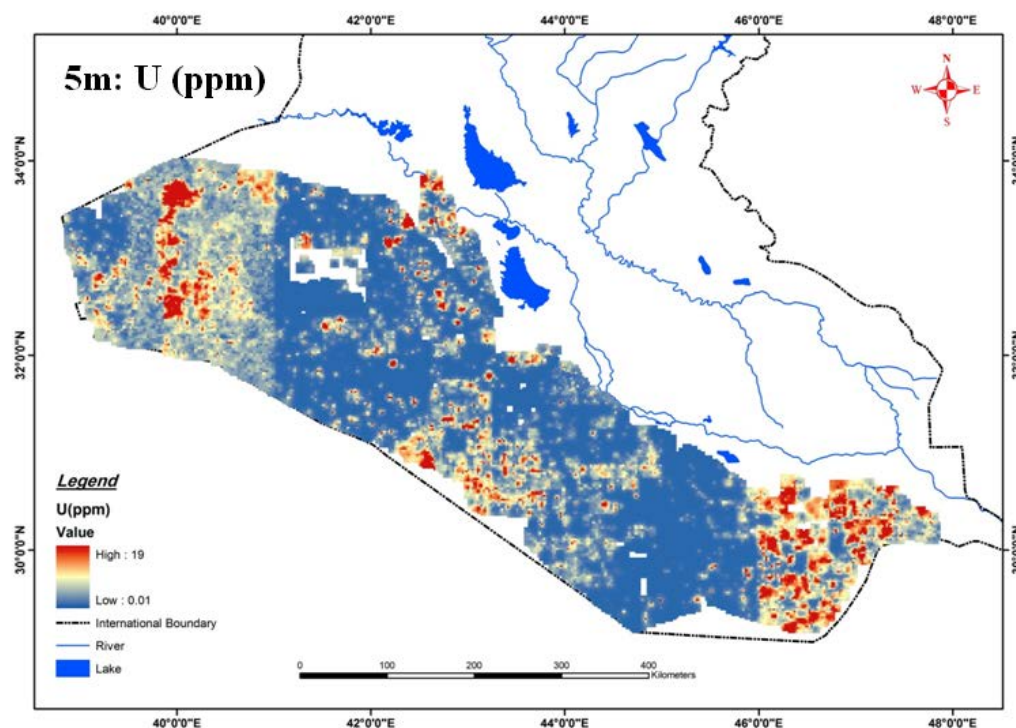 40°0'0"E 42°0'0"E 44°0'0"E 46°0'0"E 48°0'0"E
5m: U (ppm)
N
W E
S
34°0'0"N 34°0'0"N
32°0'0"N 32°0'0"N
30°0'0"N 30°0'0"N
Legend
U(ppm)
Value
High : 19
Low : 0.01
International Boundary
River
Lake
0 100 200 300 400
Kilometers
40°0'0"E 42°0'0"E 44°0'0"E 46°0'0"E 48°0'0"E